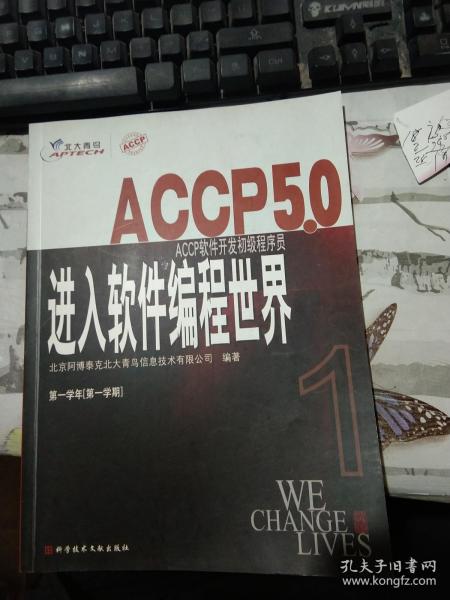 北大青鸟
APTECH
ACCP
ACCP5.0
ACCP软件开发初级程序员
进入软件编程世界
北京阿博泰克北大青鸟信息技术有限公司 编著
第一学年[第一学期]
1
WE
CHANGE
LIVES
科学技术文献出版社
孔夫子旧书网
www.kongfz.com